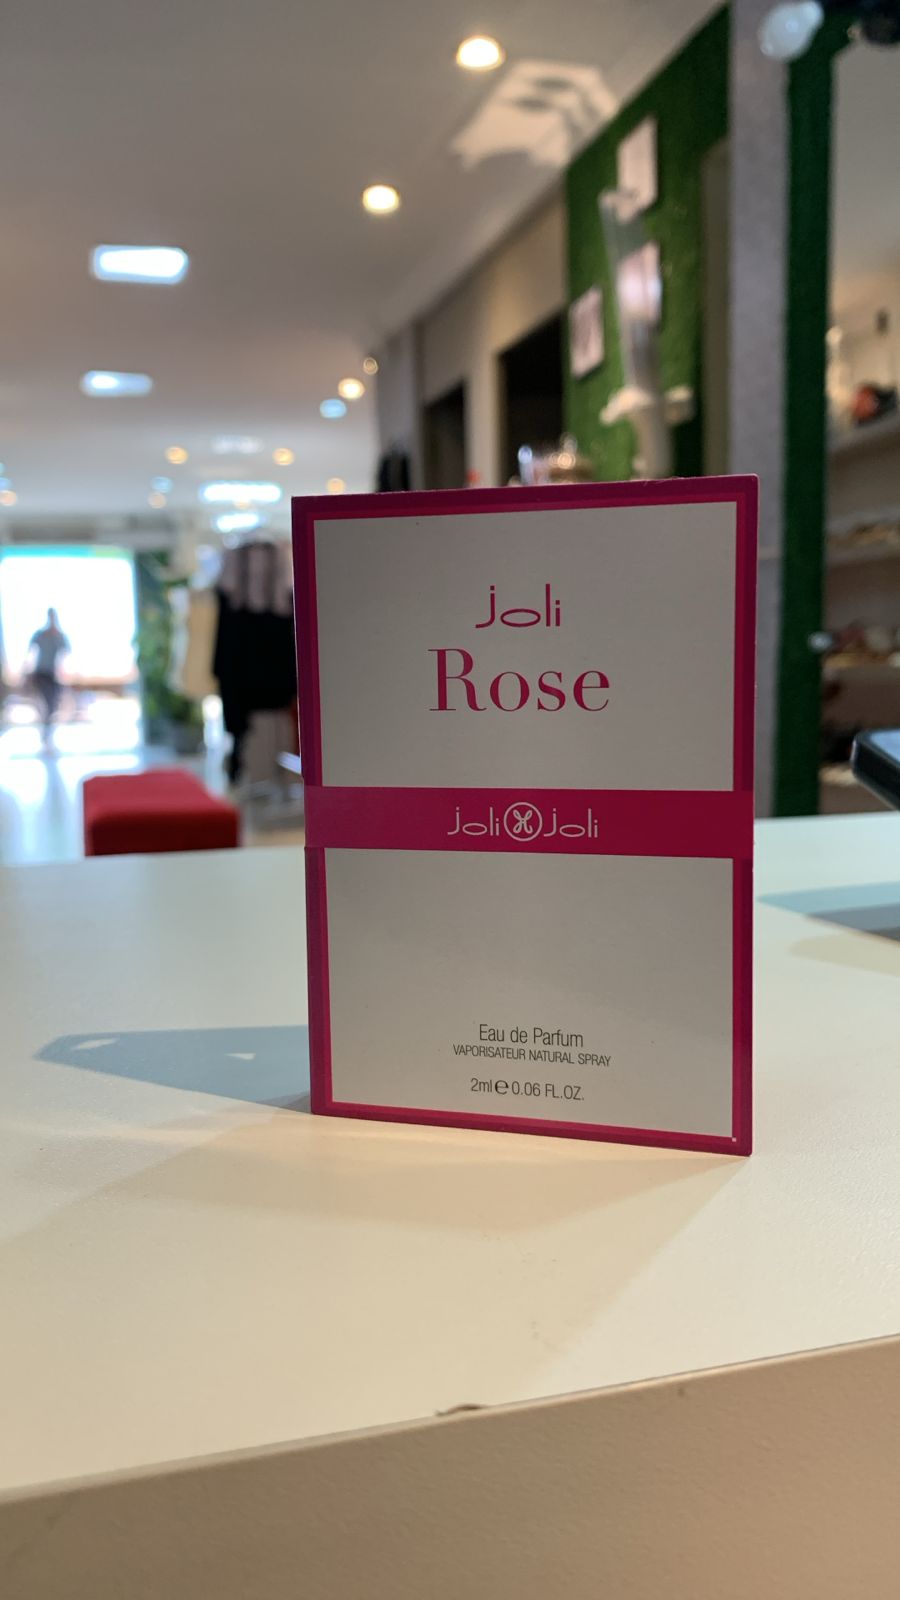 joli
Rose
joli joli
Eau de Parfum
VAPORISATEUR NATURAL SPRAY
2ml e 0.06 FL.OZ.